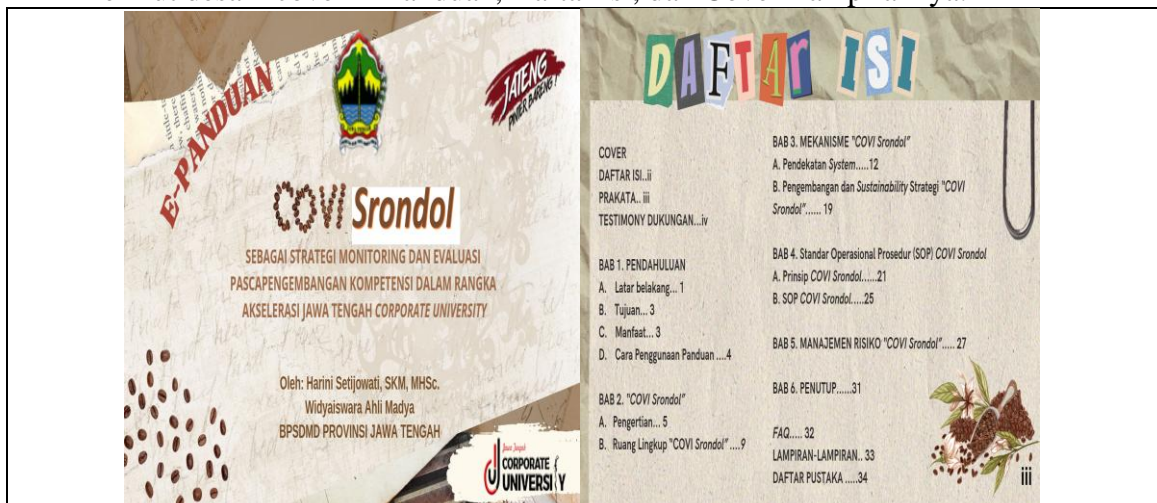 E-PANDUAN
JATENG
PINTER BARENG!
COVI Srondol
SEBAGAI STRATEGI MONITORING DAN EVALUASI
PASCAPENGEMBANGAN KOMPETENSI DALAM RANGKA
AKSELERASI JAWA TENGAH CORPORATE UNIVERSITY
Oleh: Harini Setijowati, SKM, MHSc.
Widyaiswara Ahli Madya
BPSDMD PROVINSI JAWA TENGAH
Jawa Tengah
CORPORATE
UNIVERSITY
DAFTAR ISI
COVER
DAFTAR ISI..ii
PRAKATA.. iii
TESTIMONY DUKUNGAN...iv
BAB 1. PENDAHULUAN
A. Latar belakang... 1
B. Tujuan... 3
C. Manfaat... 3
D. Cara Penggunaan Panduan ....4
BAB 2. "COVI Srondol"
A. Pengertian... 5
B. Ruang Lingkup "COVI Srondol" ....9
BAB 3. MEKANISME "COVI Srondol"
A. Pendekatan System.....12
B. Pengembangan dan Sustainability Strategi "COVI
Srondol"...... 19
BAB 4. Standar Operasional Prosedur (SOP) COVI Srondol
A. Prinsip COVI Srondol......21
B. SOP COVI Srondol.....25
BAB 5. MANAJEMEN RISIKO "COVI Srondol"..... 27
BAB 6. PENUTUP......31
FAQ..... 32
LAMPIRAN-LAMPIRAN.. 33
DAFTAR PUSTAKA .....34
iii